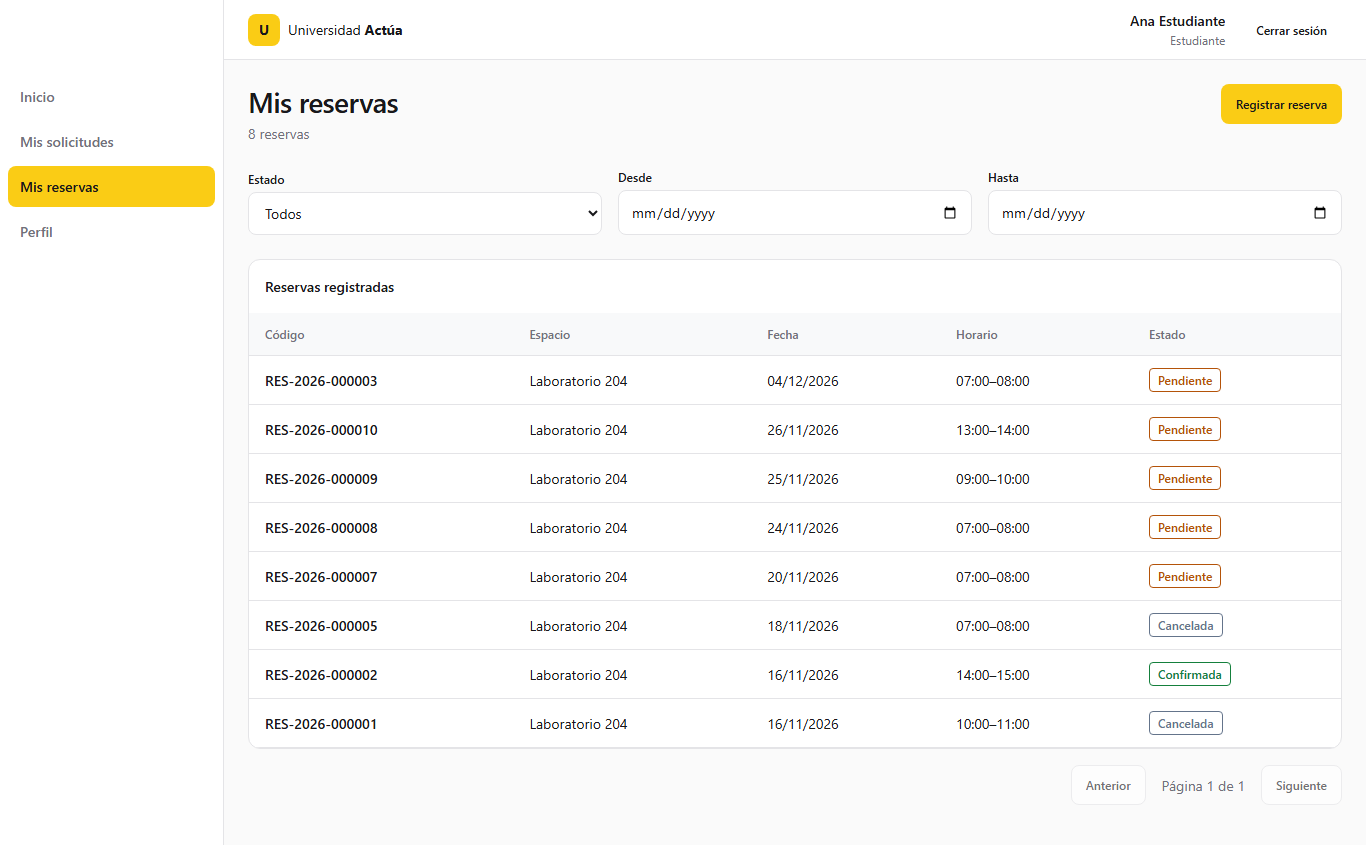 U Universidad Actúa
Ana Estudiante
Estudiante
Cerrar sesión
Inicio
Mis solicitudes
Mis reservas
Perfil
Mis reservas
8 reservas
Registrar reserva
Estado
Todos
Desde
mm/dd/yyyy
Hasta
mm/dd/yyyy
Reservas registradas
Código Espacio Fecha Horario Estado
RES-2026-000003 Laboratorio 204 04/12/2026 07:00–08:00 Pendiente
RES-2026-000010 Laboratorio 204 26/11/2026 13:00–14:00 Pendiente
RES-2026-000009 Laboratorio 204 25/11/2026 09:00–10:00 Pendiente
RES-2026-000008 Laboratorio 204 24/11/2026 07:00–08:00 Pendiente
RES-2026-000007 Laboratorio 204 20/11/2026 07:00–08:00 Pendiente
RES-2026-000005 Laboratorio 204 18/11/2026 07:00–08:00 Cancelada
RES-2026-000002 Laboratorio 204 16/11/2026 14:00–15:00 Confirmada
RES-2026-000001 Laboratorio 204 16/11/2026 10:00–11:00 Cancelada
Anterior Página 1 de 1 Siguiente